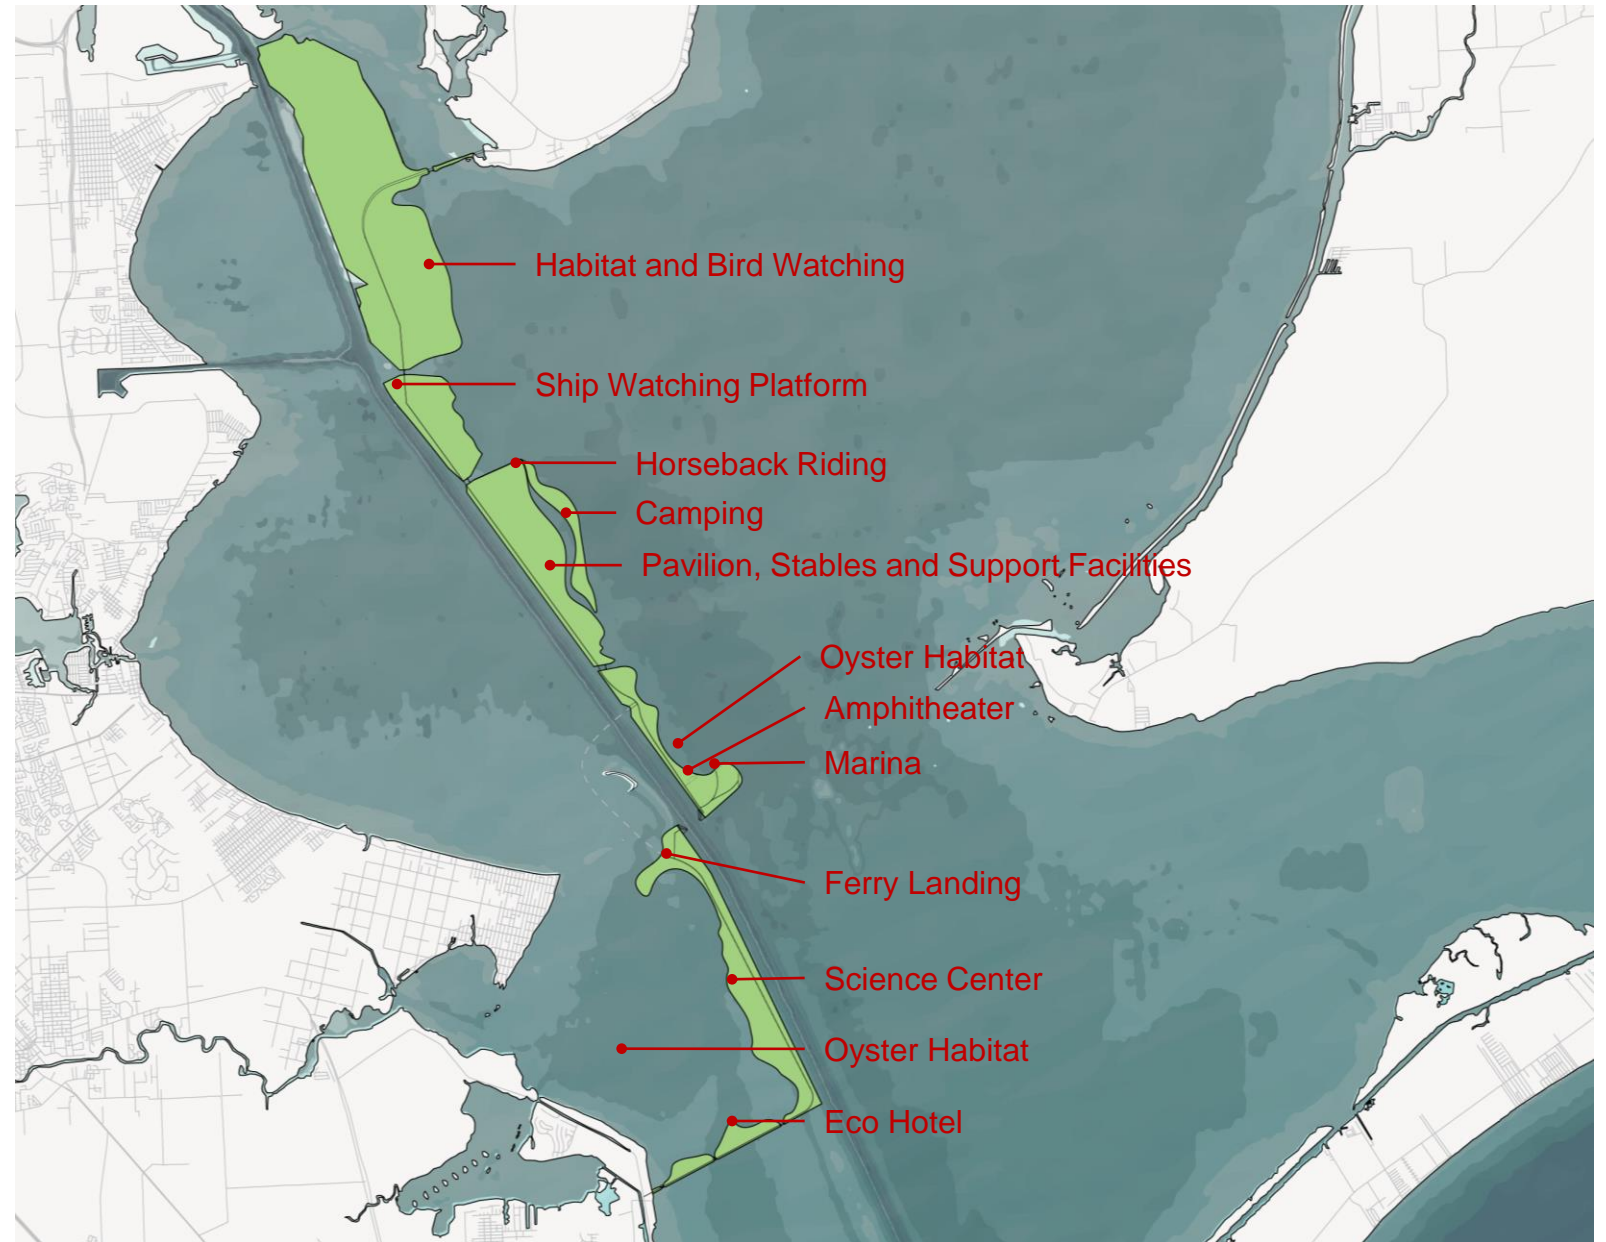 Habitat and Bird Watching
Ship Watching Platform
Horseback Riding
Camping
Pavilion, Stables and Support Facilities
Oyster Habitat
Amphitheater
Marina
Ferry Landing
Science Center
Oyster Habitat
Eco Hotel